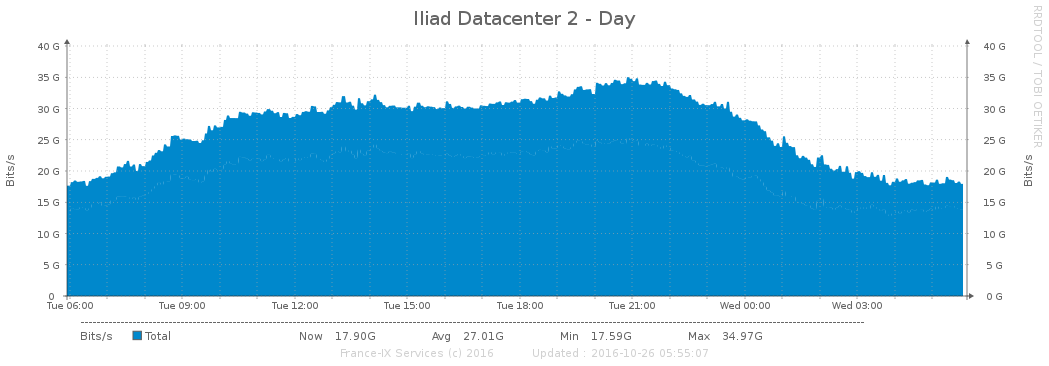 Iliad Datacenter 2 - Day
RRDTOOL / TOBI OETIKER
Bits/s
Bits/s
40 G 40 G
35 G 35 G
30 G 30 G
25 G 25 G
20 G 20 G
15 G 15 G
10 G 10 G
5 G 5 G
0 0 G
Tue 06:00 Tue 09:00 Tue 12:00 Tue 15:00 Tue 18:00 Tue 21:00 Wed 00:00 Wed 03:00
Bits/s Total Now 17.90G Avg 27.01G Min 17.59G Max 34.97G
France-IX Services (c) 2016 Updated : 2016-10-26 05:55:07